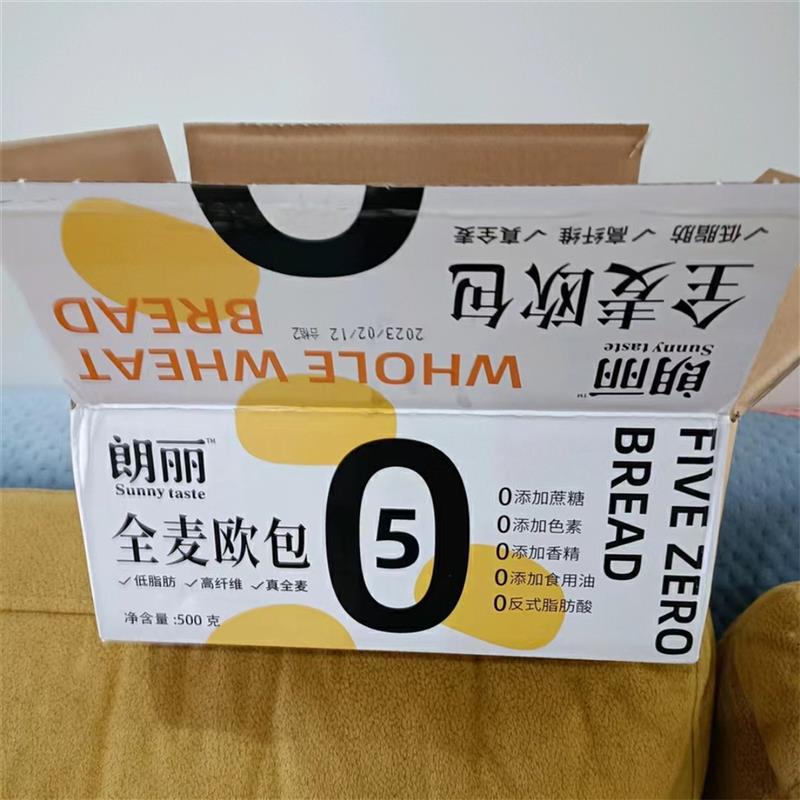 ✓低脂肪 ✓高纤维 ✓真全麦
全麦欧包
朗丽™
Sunny taste
WHOLE WHEAT
BREAD
2023/02/12 合格2
0
朗丽™
Sunny taste
全麦欧包
✓低脂肪 ✓高纤维 ✓真全麦
净含量:500 克
0
5
0添加蔗糖
0添加色素
0添加香精
0添加食用油
0反式脂肪酸
FIVE ZERO
BREAD